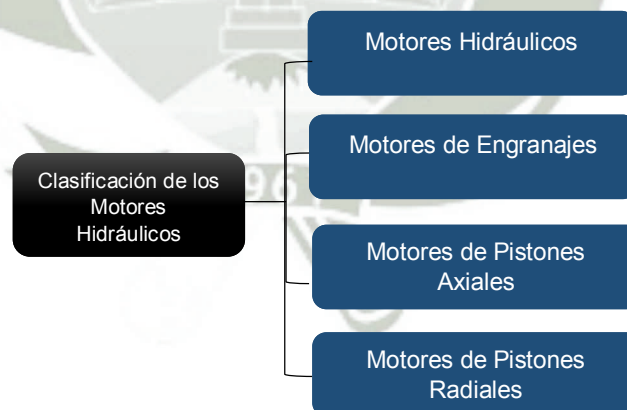 Motores Hidráulicos
Motores de Engranajes
Clasificación de los
Motores
Hidráulicos
Motores de Pistones
Axiales
Motores de Pistones
Radiales